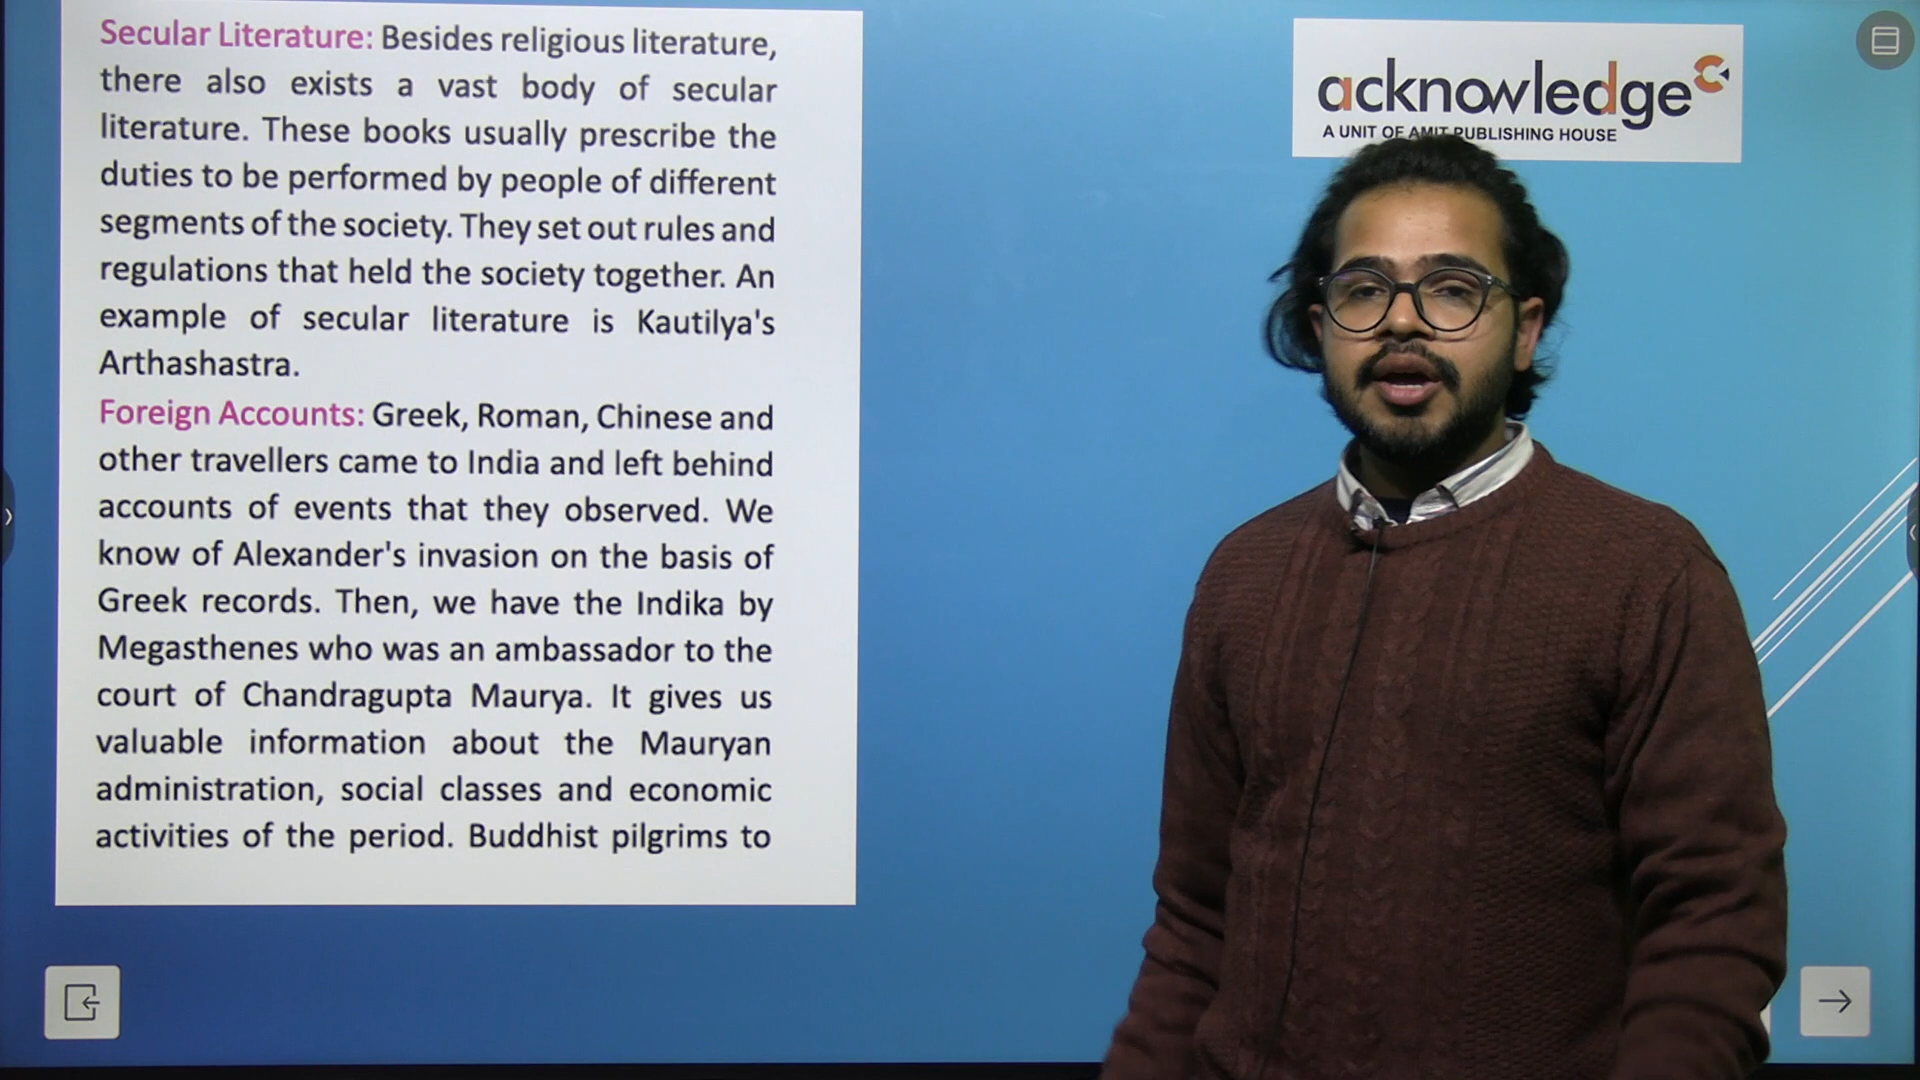 Secular Literature: Besides religious literature,
there also exists a vast body of secular
literature. These books usually prescribe the
duties to be performed by people of different
segments of the society. They set out rules and
regulations that held the society together. An
example of secular literature is Kautilya's
Arthashastra.
Foreign Accounts: Greek, Roman, Chinese and
other travellers came to India and left behind
accounts of events that they observed. We
know of Alexander's invasion on the basis of
Greek records. Then, we have the Indika by
Megasthenes who was an ambassador to the
court of Chandragupta Maurya. It gives us
valuable information about the Mauryan
administration, social classes and economic
activities of the period. Buddhist pilgrims to
acknowledge
A UNIT OF AMIT PUBLISHING HOUSE